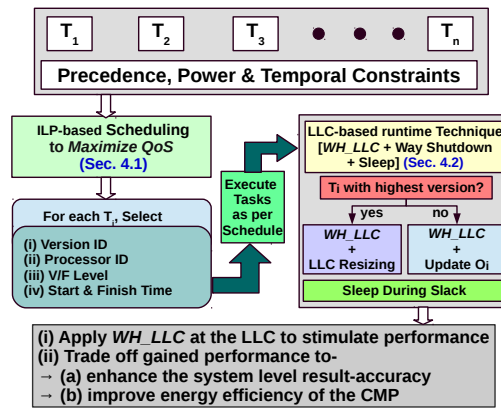 T1 T2 T3 Tn
Precedence, Power & Temporal Constraints
ILP-based Scheduling
to Maximize QoS
(Sec. 4.1)
For each Ti, Select
(i) Version ID
(ii) Processor ID
(iii) V/F Level
(iv) Start & Finish Time
Execute
Tasks
as per
Schedule
LLC-based runtime Technique
[WH_LLC + Way Shutdown
+ Sleep] (Sec. 4.2)
Ti with highest version?
yes no
WH_LLC
+
LLC Resizing
WH_LLC
+
Update Oi
Sleep During Slack
(i) Apply WH_LLC at the LLC to stimulate performance
(ii) Trade off gained performance to-
→ (a) enhance the system level result-accuracy
→ (b) improve energy efficiency of the CMP